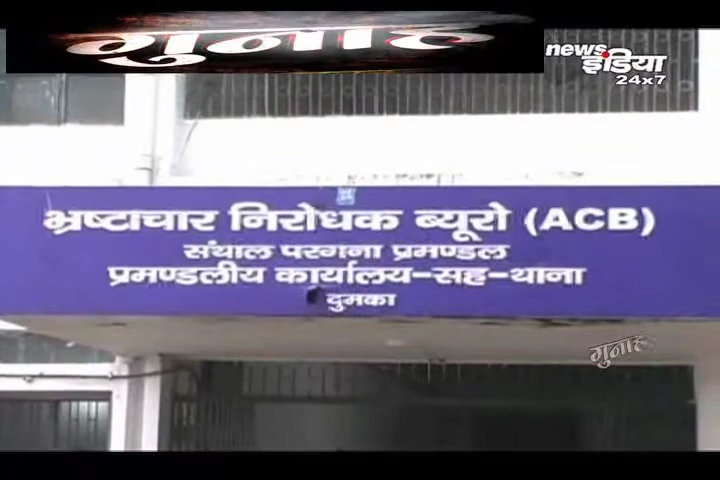 गुनाह
news
इंडिया
24x7
भ्रष्टाचार निरोधक ब्यूरो (ACB)
संथाल परगना प्रमण्डल
प्रमण्डलीय कार्यालय-सह-थाना
दुमका
गुनाह